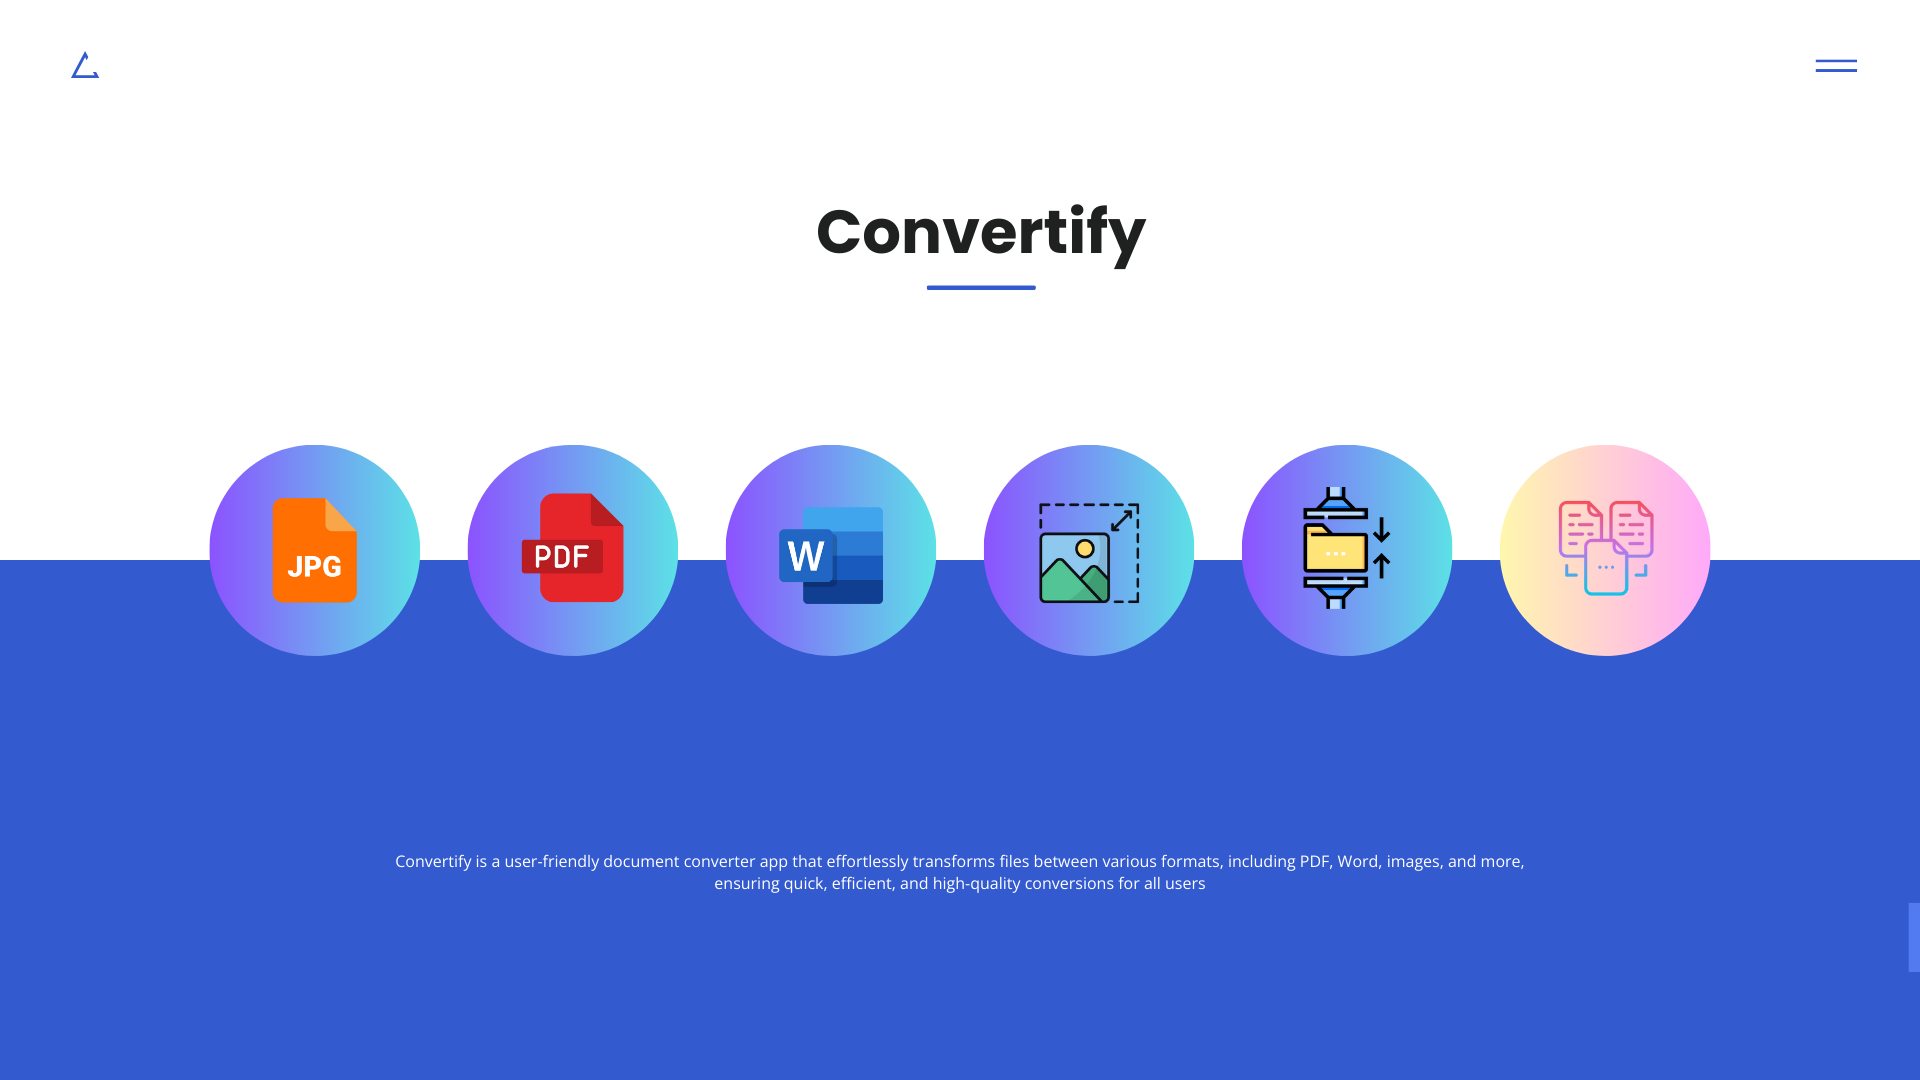 Convertify
JPG
PDF
W
Convertify is a user-friendly document converter app that effortlessly transforms files between various formats, including PDF, Word, images, and more,
ensuring quick, efficient, and high-quality conversions for all users